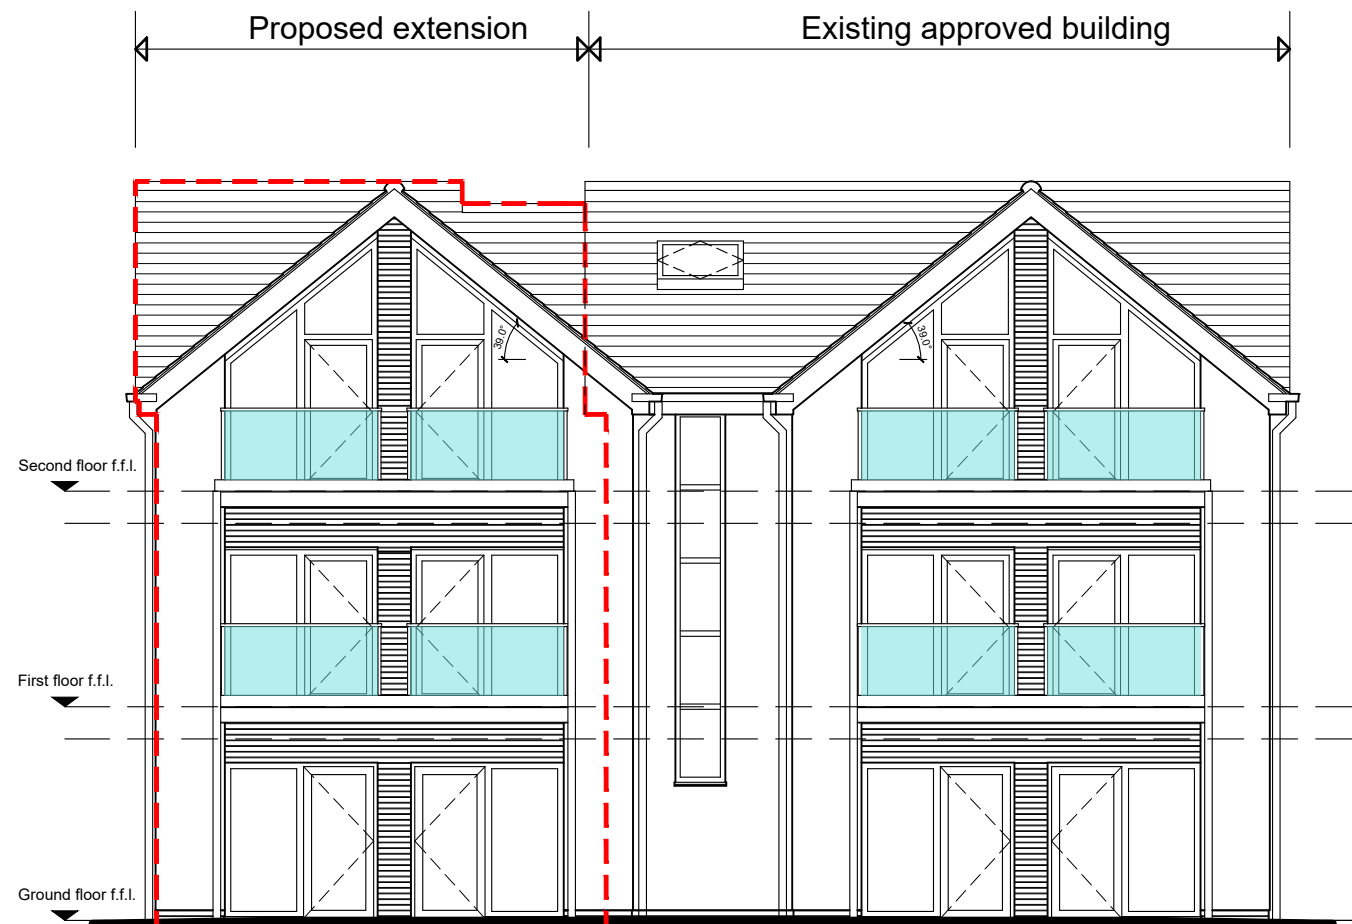 Proposed extension
Existing approved building
39.0°
39.0°
Second floor f.f.l.
First floor f.f.l.
Ground floor f.f.l.